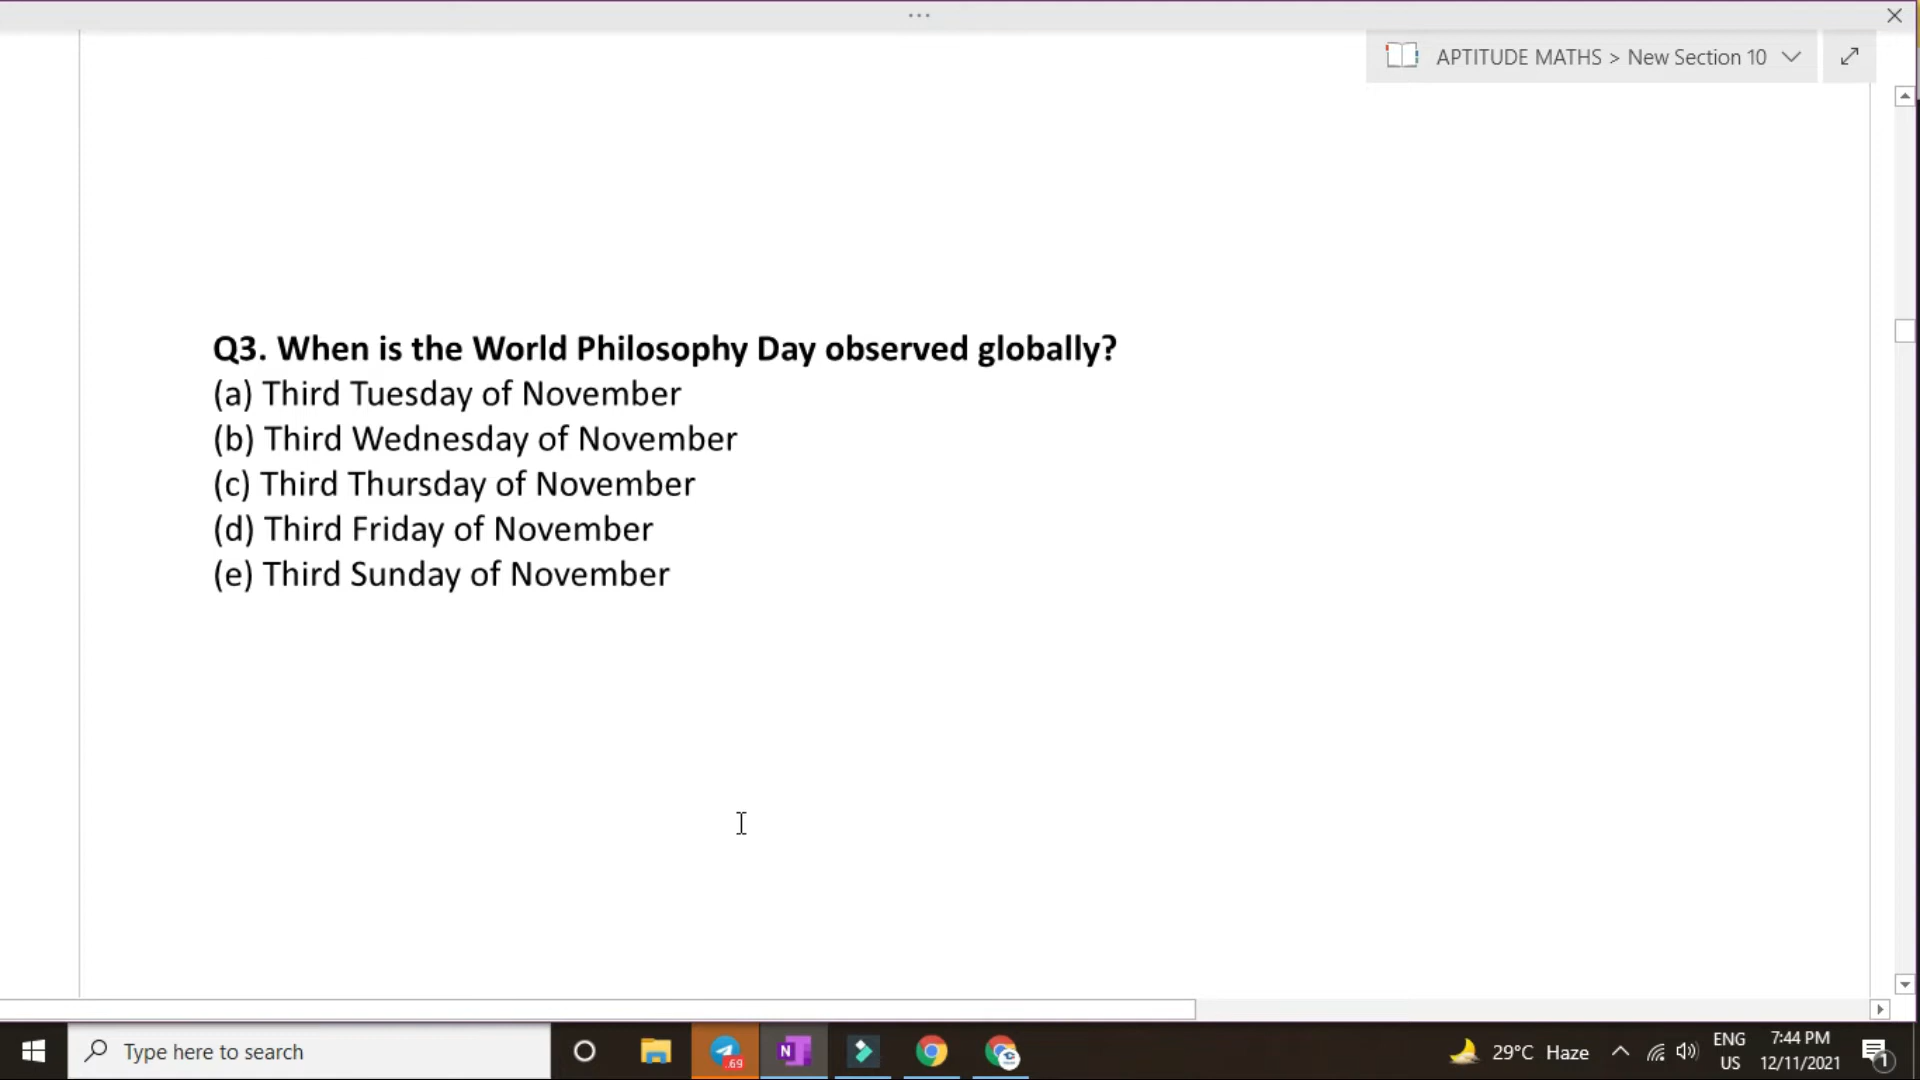 APTITUDE MATHS > New Section 10
Q3. When is the World Philosophy Day observed globally?
(a) Third Tuesday of November
(b) Third Wednesday of November
(c) Third Thursday of November
(d) Third Friday of November
(e) Third Sunday of November
Type here to search
..69
N
29°C Haze
ENG
US
7:44 PM
12/11/2021
1